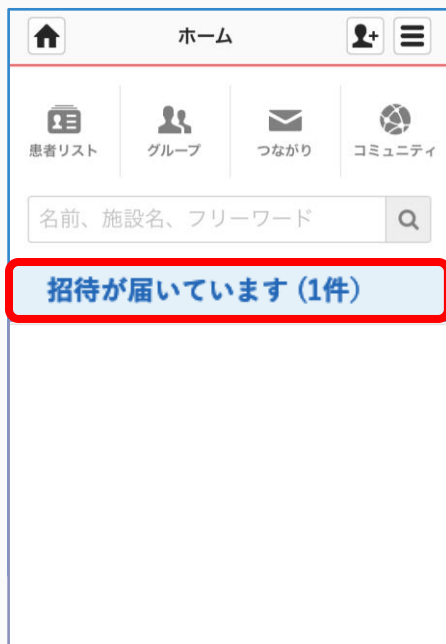 ホーム
患者リスト
グループ
つながり
コミュニティ
名前、施設名、フリーワード
招待が届いています (1件)